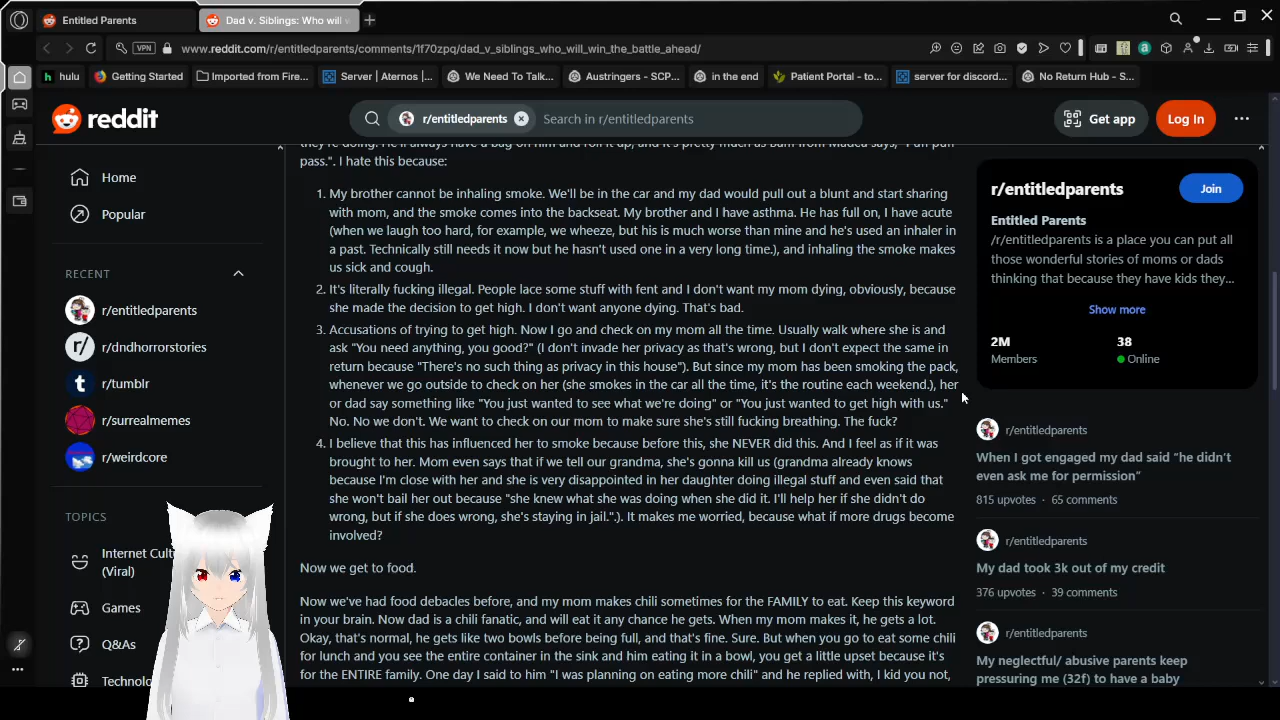 Entitled Parents
Dad v. Siblings: Who will v
VPN
www.reddit.com/r/entitledparents/comments/1f70zpq/dad_v_siblings_who_will_win_the_battle_ahead/
hulu
Getting Started
Imported from Fire...
Server | Aternos |...
We Need To Talk...
Austringers - SCP...
in the end
Patient Portal - to...
server for discord...
No Return Hub - S...
reddit
r/entitledparents
Search in r/entitledparents
Get app
Log In
Home
Popular
RECENT
r/entitledparents
r/dndhorrorstories
r/tumblr
r/surrealmemes
r/weirdcore
TOPICS
Internet Cult
(Viral)
Games
Q&As
Technolo
they're doing. He'll always have a bag on him and roll it up, and it's pretty much as Bam from Madea says, "Puff puff
pass.". I hate this because:
1. My brother cannot be inhaling smoke. We'll be in the car and my dad would pull out a blunt and start sharing
with mom, and the smoke comes into the backseat. My brother and I have asthma. He has full on, I have acute
(when we laugh too hard, for example, we wheeze, but his is much worse than mine and he's used an inhaler in
a past. Technically still needs it now but he hasn't used one in a very long time.), and inhaling the smoke makes
us sick and cough.
2. It's literally fucking illegal. People lace some stuff with fent and I don't want my mom dying, obviously, because
she made the decision to get high. I don't want anyone dying. That's bad.
3. Accusations of trying to get high. Now I go and check on my mom all the time. Usually walk where she is and
ask "You need anything, you good?" (I don't invade her privacy as that's wrong, but I don't expect the same in
return because "There's no such thing as privacy in this house"). But since my mom has been smoking the pack,
whenever we go outside to check on her (she smokes in the car all the time, it's the routine each weekend.), her
or dad say something like "You just wanted to see what we're doing" or "You just wanted to get high with us."
No. No we don't. We want to check on our mom to make sure she's still fucking breathing. The fuck?
4. I believe that this has influenced her to smoke because before this, she NEVER did this. And I feel as if it was
brought to her. Mom even says that if we tell our grandma, she's gonna kill us (grandma already knows
because I'm close with her and she is very disappointed in her daughter doing illegal stuff and even said that
she won't bail her out because "she knew what she was doing when she did it. I'll help her if she didn't do
wrong, but if she does wrong, she's staying in jail.".). It makes me worried, because what if more drugs become
involved?
Now we get to food.
Now we've had food debacles before, and my mom makes chili sometimes for the FAMILY to eat. Keep this keyword
in your brain. Now dad is a chili fanatic, and will eat it any chance he gets. When my mom makes it, he gets a lot.
Okay, that's normal, he gets like two bowls before being full, and that's fine. Sure. But when you go to eat some chili
for lunch and you see the entire container in the sink and him eating it in a bowl, you get a little upset because it's
for the ENTIRE family. One day I said to him "I was planning on eating more chili" and he replied with, I kid you not,
r/entitledparents
Join
Entitled Parents
/r/entitledparents is a place you can put all
those wonderful stories of moms or dads
thinking that because they have kids they...
Show more
2M
38
Members
Online
r/entitledparents
When I got engaged my dad said "he didn't
even ask me for permission"
815 upvotes · 65 comments
r/entitledparents
My dad took 3k out of my credit
376 upvotes · 39 comments
r/entitledparents
My neglectful/ abusive parents keep
pressuring me (32f) to have a baby